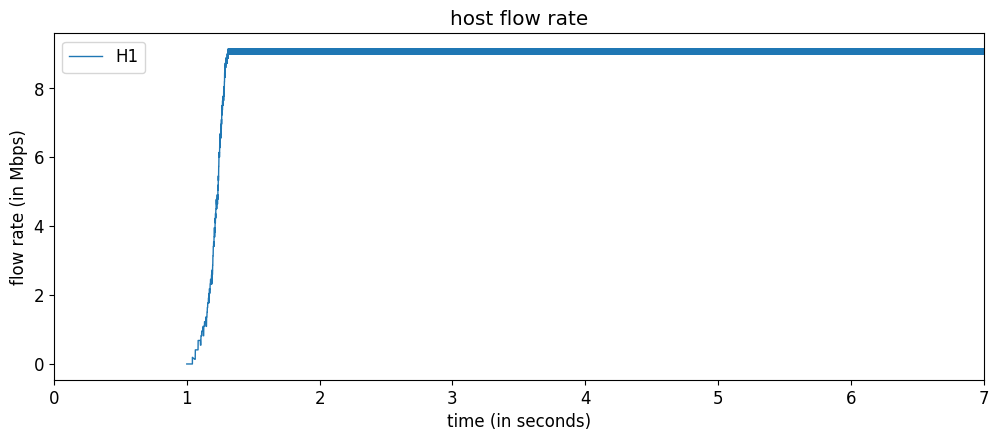 host flow rate
H1
flow rate (in Mbps)
8
6
4
2
0
0 1 2 3 4 5 6 7
time (in seconds)